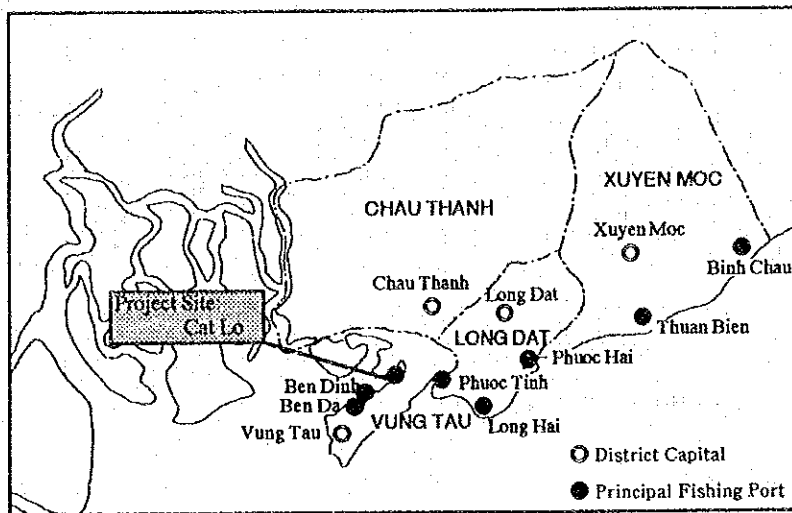 XUYEN MOC
CHAU THANH
Xuyen Moc
Binh Chau
Chau Thanh
Long Dat
Project Site
Cat Lo
Thuan Bien
LONG DAT
Phuoc Hai
Ben Dinh
Phuoc Tinh
Ben Da
Long Hai
VUNG TAU
Vung Tau
District Capital
Principal Fishing Port